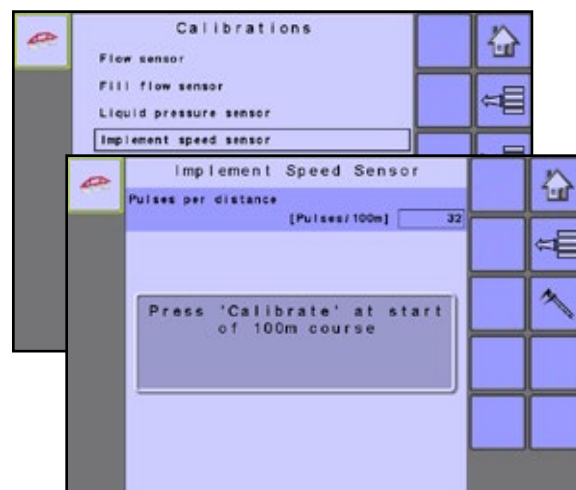 Calibrations
Flow sensor
Fill flow sensor
Liquid pressure sensor
Implement speed sensor
Implement Speed Sensor
Pulses per distance
[Pulses/100m] 32
Press 'Calibrate' at start
of 100m course